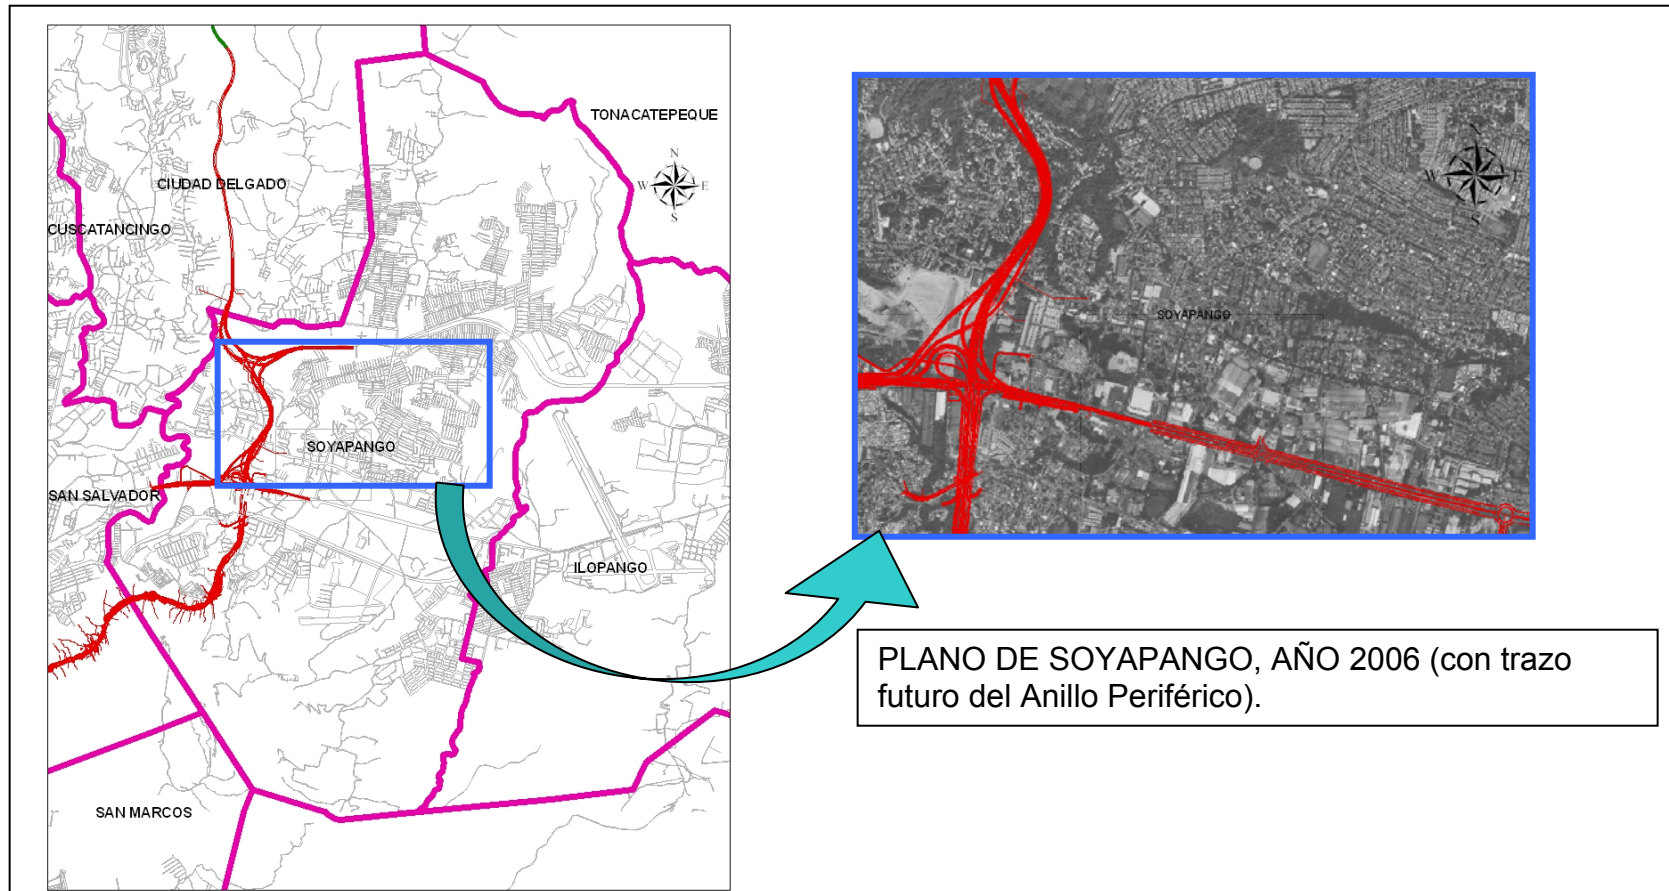 TONACATEPEQUE
N
W E
S
CIUDAD DELGADO
CUSCATANCINGO
SOYAPANGO
SAN SALVADOR
ILOPANGO
SAN MARCOS
W E
S
SOYAPANGO
PLANO DE SOYAPANGO, AÑO 2006 (con trazo
futuro del Anillo Periférico).